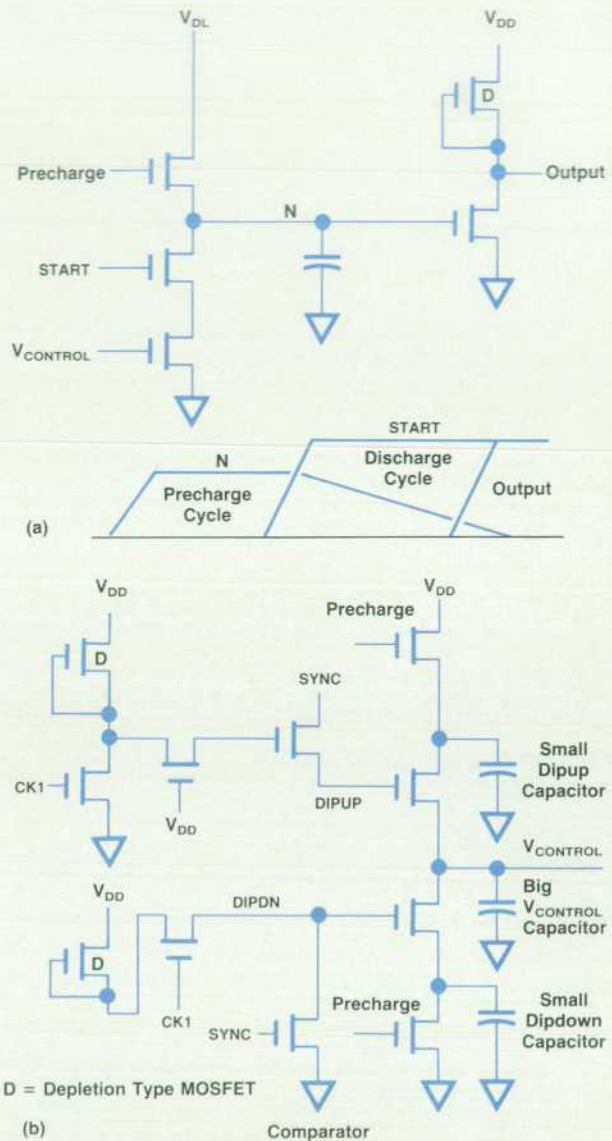 VDL
VDD
D
Precharge
Output
N
START
VCONTROL
START
N
Discharge
Cycle
Precharge
Cycle
Output
(a)
VDD
VDD
Precharge
D
SYNC
Small
Dipup
Capacitor
CK1
DIPUP
VDD
VCONTROL
VDD
Big
VCONTROL
Capacitor
DIPDN
D
CK1
Precharge
Small
Dipdown
Capacitor
SYNC
D = Depletion Type MOSFET
(b)
Comparator